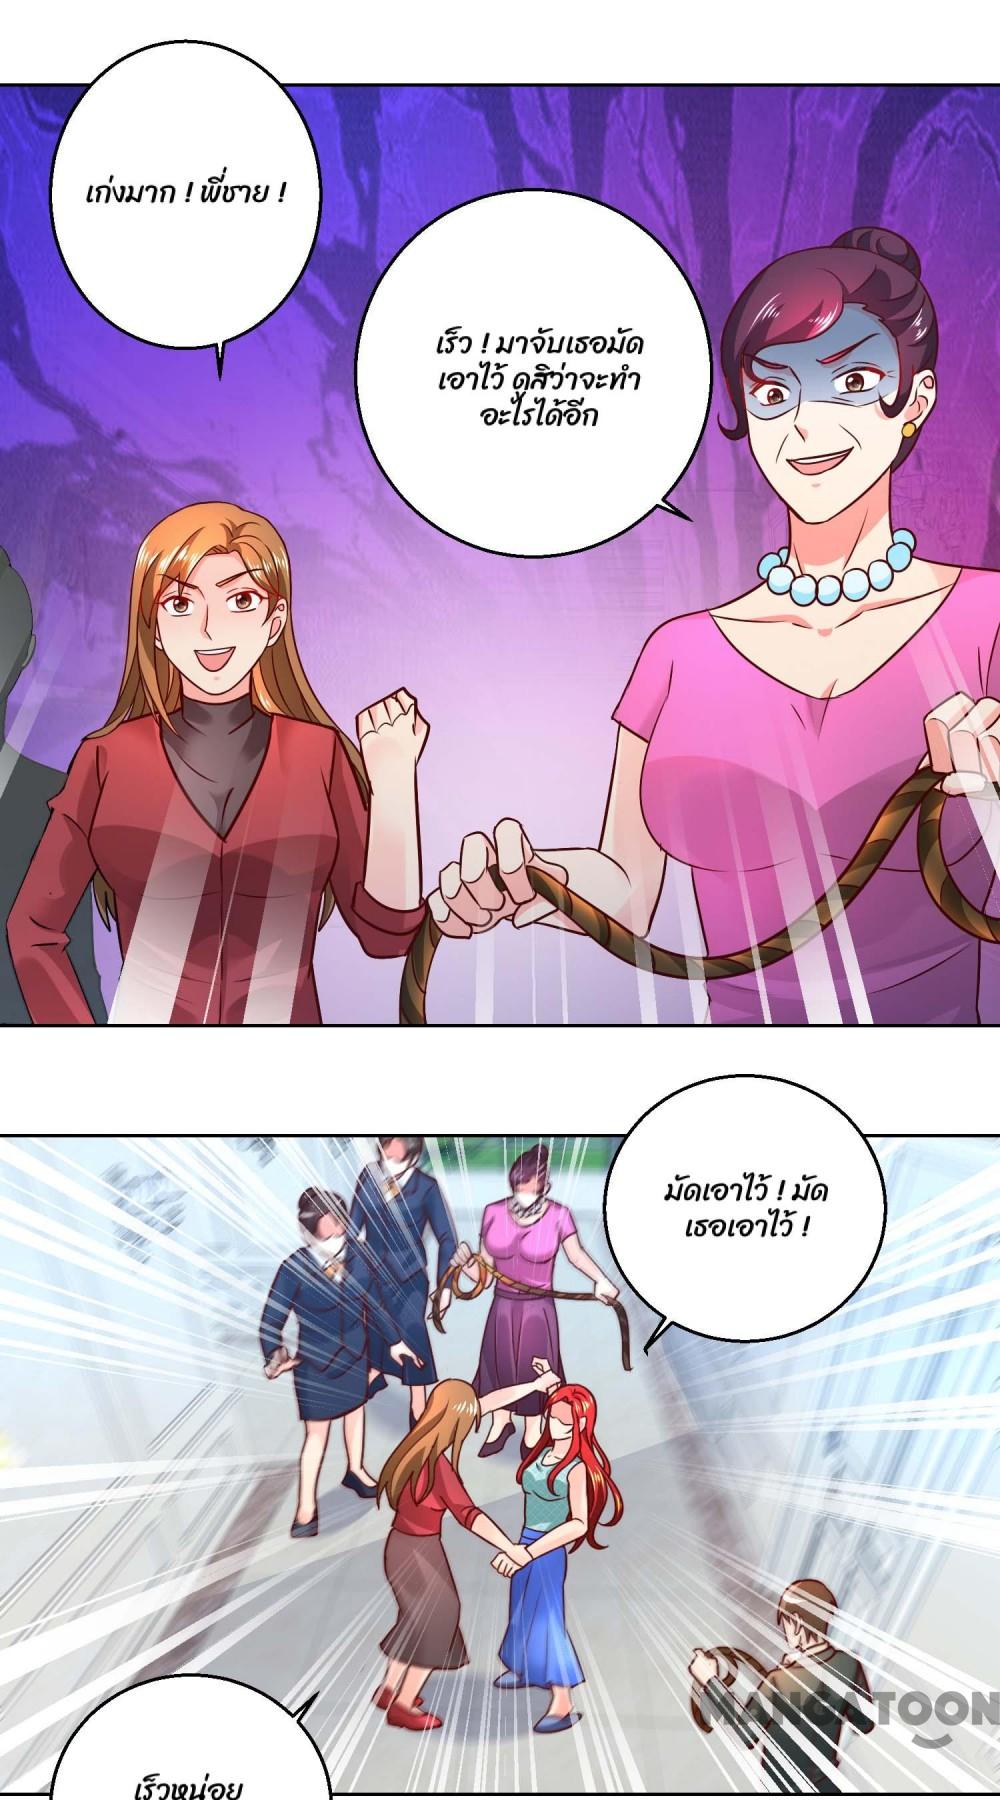 เก่งมาก ! พี่ชาย !
เร็ว ! มาจับเธอมัด
เอาไว้ ดูสิว่าจะทำ
อะไรได้อีก
มัดเอาไว้ ! มัด
เธอเอาไว้ !
MANGATOON
เร็วหน่อย